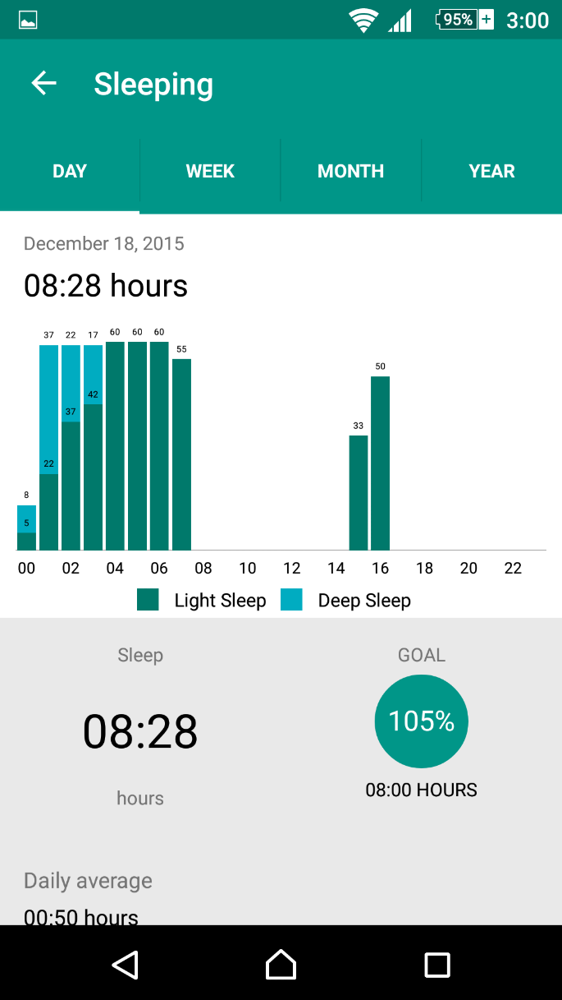 95% 3:00
Sleeping
DAY WEEK MONTH YEAR
December 18, 2015
08:28 hours
37 22 17 60 60 60
55
50
42
37
33
22
8
5
00 02 04 06 08 10 12 14 16 18 20 22
Light Sleep Deep Sleep
Sleep GOAL
105%
08:28
08:00 HOURS
hours
Daily average
00:50 hours